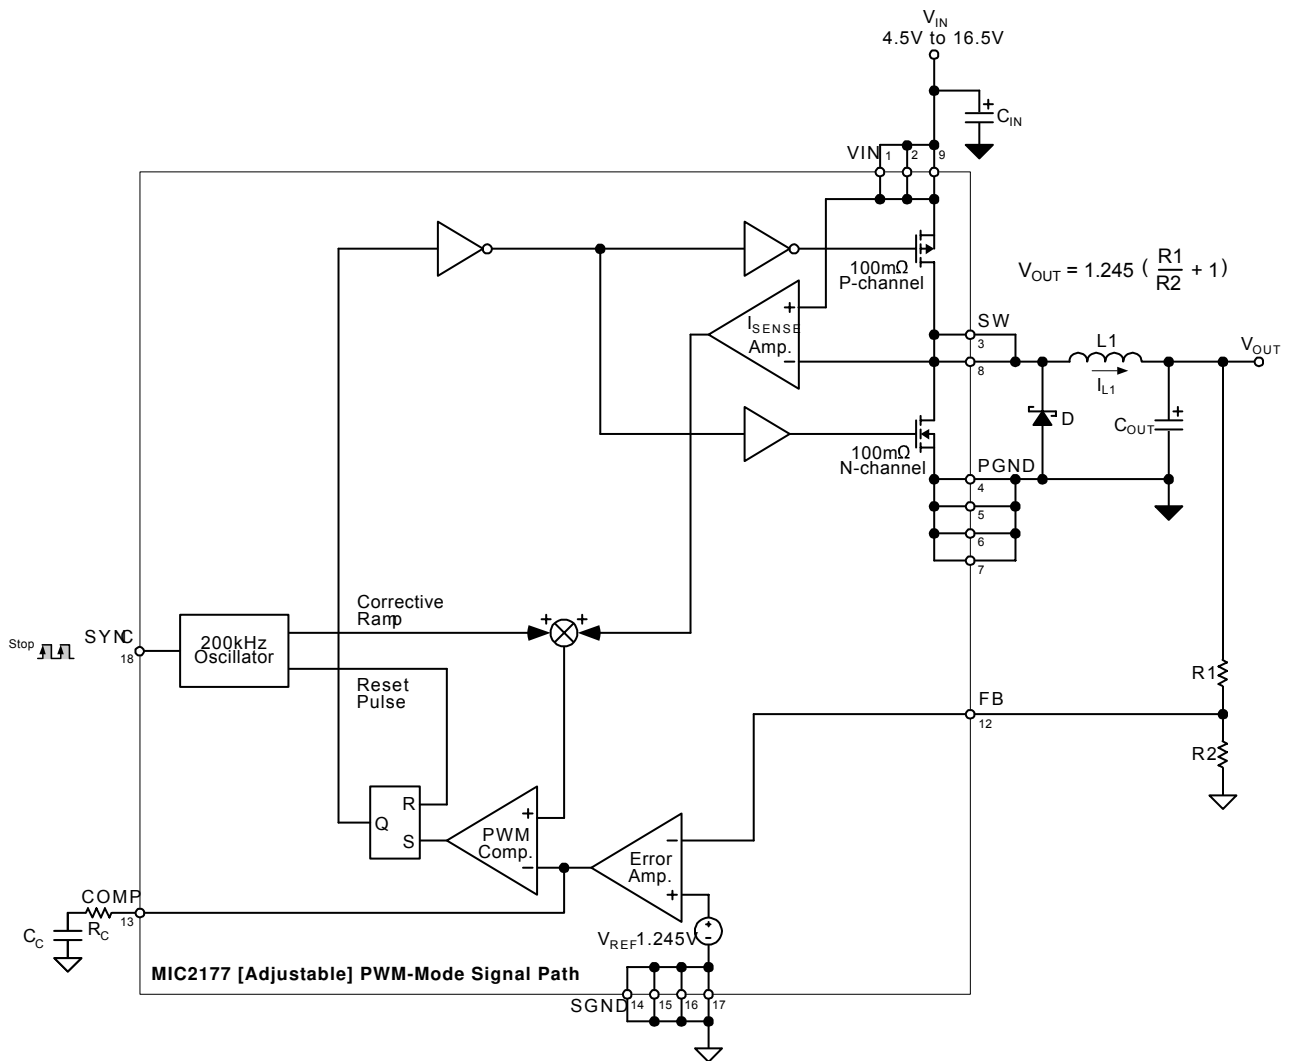 VIN
4.5V to 16.5V
+
CIN
VIN 1 2 9
100mΩ
P-channel
VOUT = 1.245 ( R1
R2 + 1 )
+
ISENSE
Amp.
−
SW
3
8
L1
IL1
VOUT
D
+
COUT
100mΩ
N-channel
PGND
4
5
6
7
Corrective
Ramp
+ +
Stop
SYNC
18
200kHz
Oscillator
Reset
Pulse
R1
FB
12
R2
R
Q
S
+
PWM
Comp.
−
−
Error
Amp.
+
COMP
13
RC
CC
VREF 1.245V
+
-
MIC2177 [Adjustable] PWM-Mode Signal Path
SGND 14 15 16 17